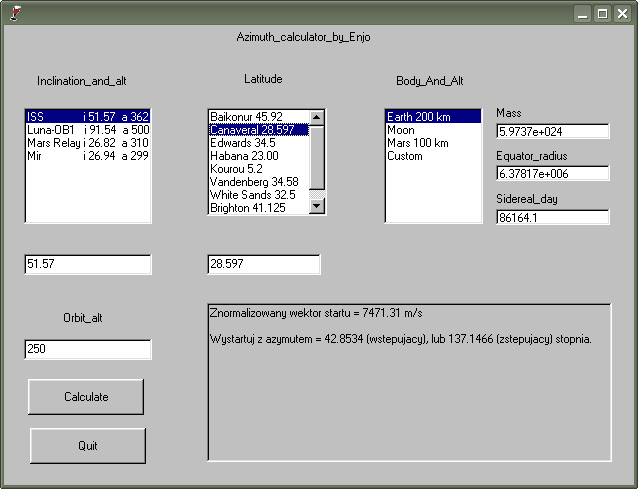 Azimuth_calculator_by_Enjo
Inclination_and_alt
Latitude
Body_And_Alt
ISS i 51.57 a 362
Luna-OB1 i 91.54 a 500
Mars Relay i 26.82 a 310
Mir i 26.94 a 299
Baikonur 45.92
Canaveral 28.597
Edwards 34.5
Habana 23.00
Kourou 5.2
Vandenberg 34.58
White Sands 32.5
Brighton 41.125
Earth 200 km
Moon
Mars 100 km
Custom
Mass
5.9737e+024
Equator_radius
6.37817e+006
Sidereal_day
86164.1
51.57
28.597
Orbit_alt
250
Calculate
Quit
Znormalizowany wektor startu = 7471.31 m/s
Wystartuj z azymutem = 42.8534 (wstepujacy), lub 137.1466 (zstepujacy) stopnia.